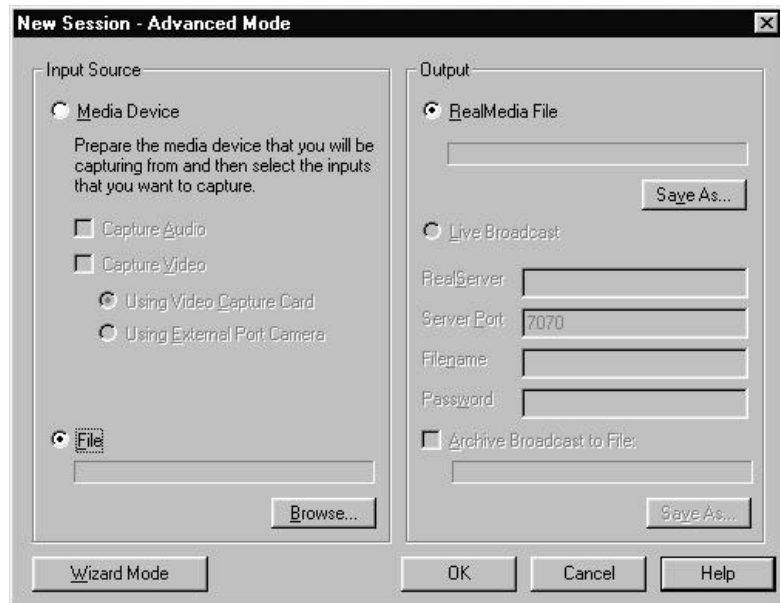 New Session - Advanced Mode
Input Source
Media Device
Prepare the media device that you will be
capturing from and then select the inputs
that you want to capture.
Capture Audio
Capture Video
Using Video Capture Card
Using External Port Camera
File
Browse...
Output
RealMedia File
Save As...
Live Broadcast
RealServer
Server Port 7070
Filename
Password
Archive Broadcast to File:
Save As...
Wizard Mode
OK
Cancel
Help